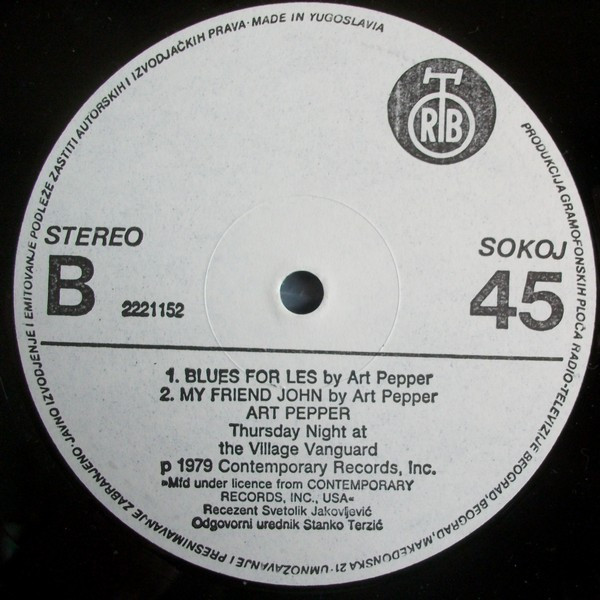 JAVNO IZVODJENJE I EMITOVANJE PODLEŽE ZAŠTITI AUTORSKIH I IZVODJAČKIH PRAVA · MADE IN YUGOSLAVIA
PRODUKCIJA GRAMOFONSKIH PLOČA RADIO-TELEVIZIJE BEOGRAD, BEOGRAD, MAKEDONSKA 21 · UMNOŽAVANJE I PRESNIMAVANJE ZABRANJENO ·
RTB
STEREO
SOKOJ
B
2221152
45
1. BLUES FOR LES by Art Pepper
2. MY FRIEND JOHN by Art Pepper
ART PEPPER
Thursday Night at
the Village Vanguard
p 1979 Contemporary Records, Inc.
»Mfd under licence from CONTEMPORARY
RECORDS, INC., USA«
Recezent Svetolik Jakovljević
Odgovorni urednik Stanko Terzić